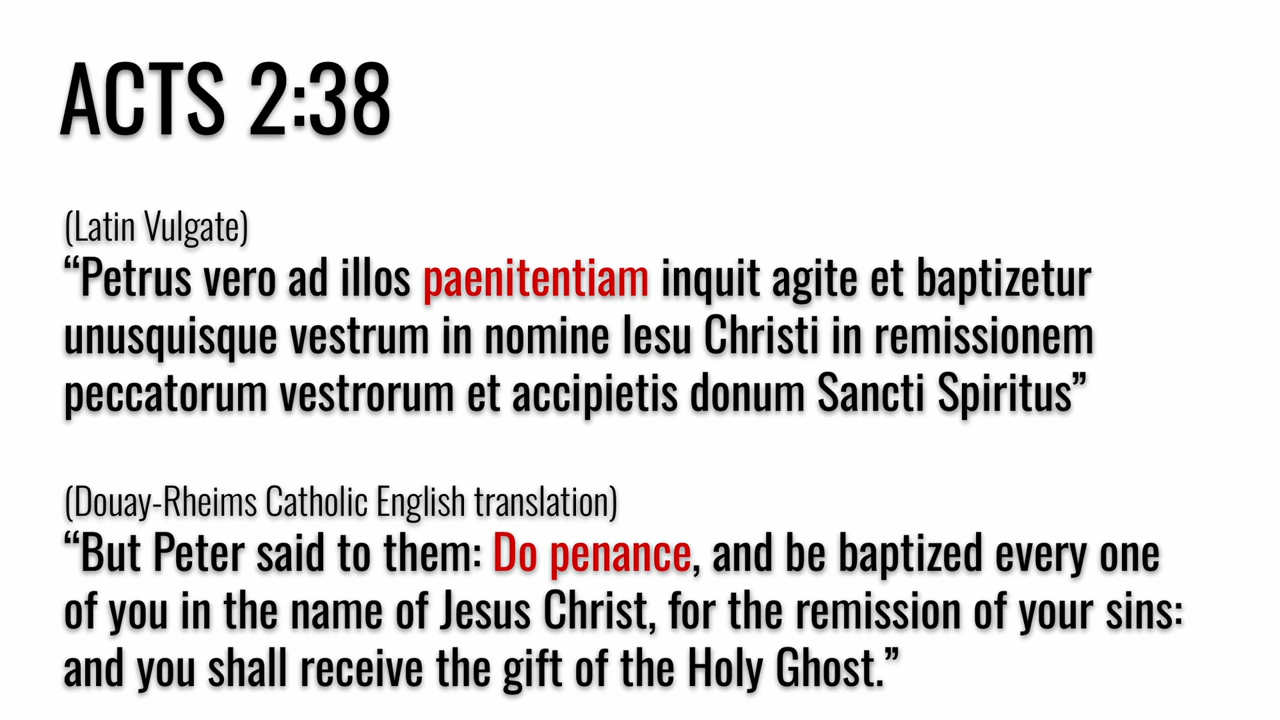 ACTS 2:38
(Latin Vulgate)
“Petrus vero ad illos paenitentiam inquit agite et baptizetur
unusquisque vestrum in nomine Iesu Christi in remissionem
peccatorum vestrorum et accipietis donum Sancti Spiritus”
(Douay-Rheims Catholic English translation)
“But Peter said to them: Do penance, and be baptized every one
of you in the name of Jesus Christ, for the remission of your sins:
and you shall receive the gift of the Holy Ghost.”